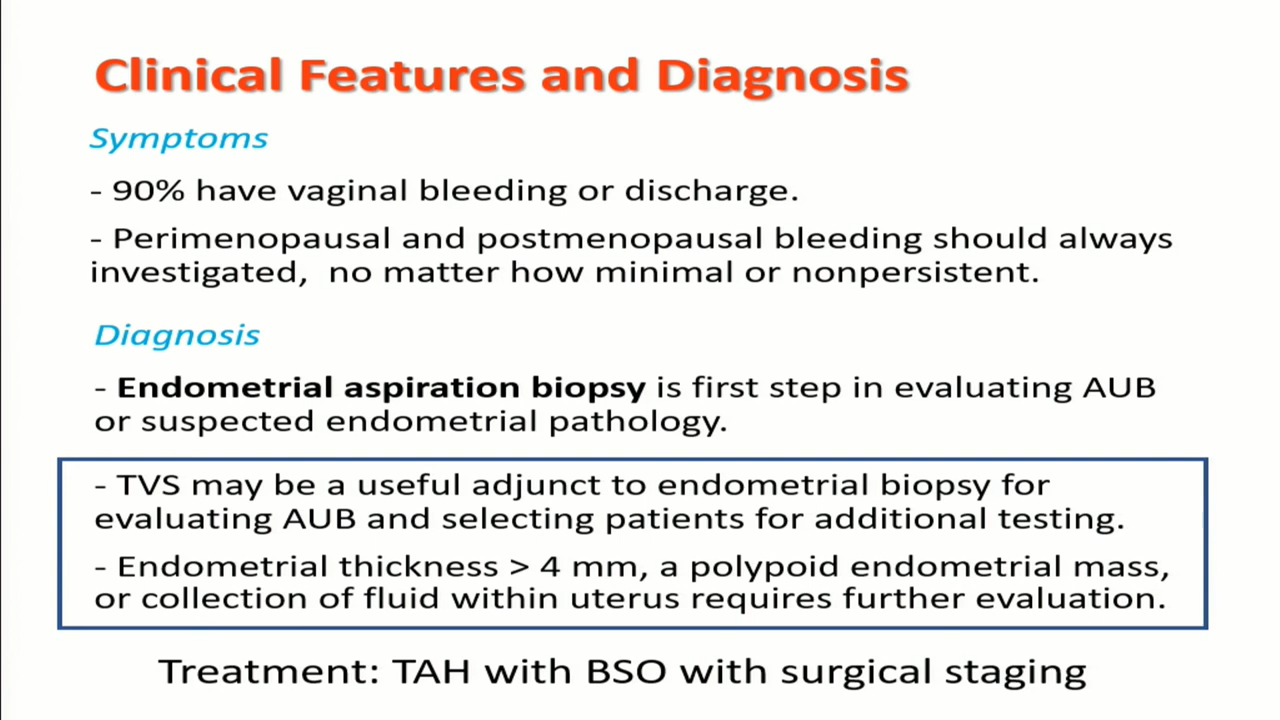 Clinical Features and Diagnosis
Symptoms
- 90% have vaginal bleeding or discharge.
- Perimenopausal and postmenopausal bleeding should always
investigated,  no matter how minimal or nonpersistent.
Diagnosis
- Endometrial aspiration biopsy is first step in evaluating AUB
or suspected endometrial pathology.
- TVS may be a useful adjunct to endometrial biopsy for
evaluating AUB and selecting patients for additional testing.
- Endometrial thickness > 4 mm, a polypoid endometrial mass,
or collection of fluid within uterus requires further evaluation.
Treatment: TAH with BSO with surgical staging